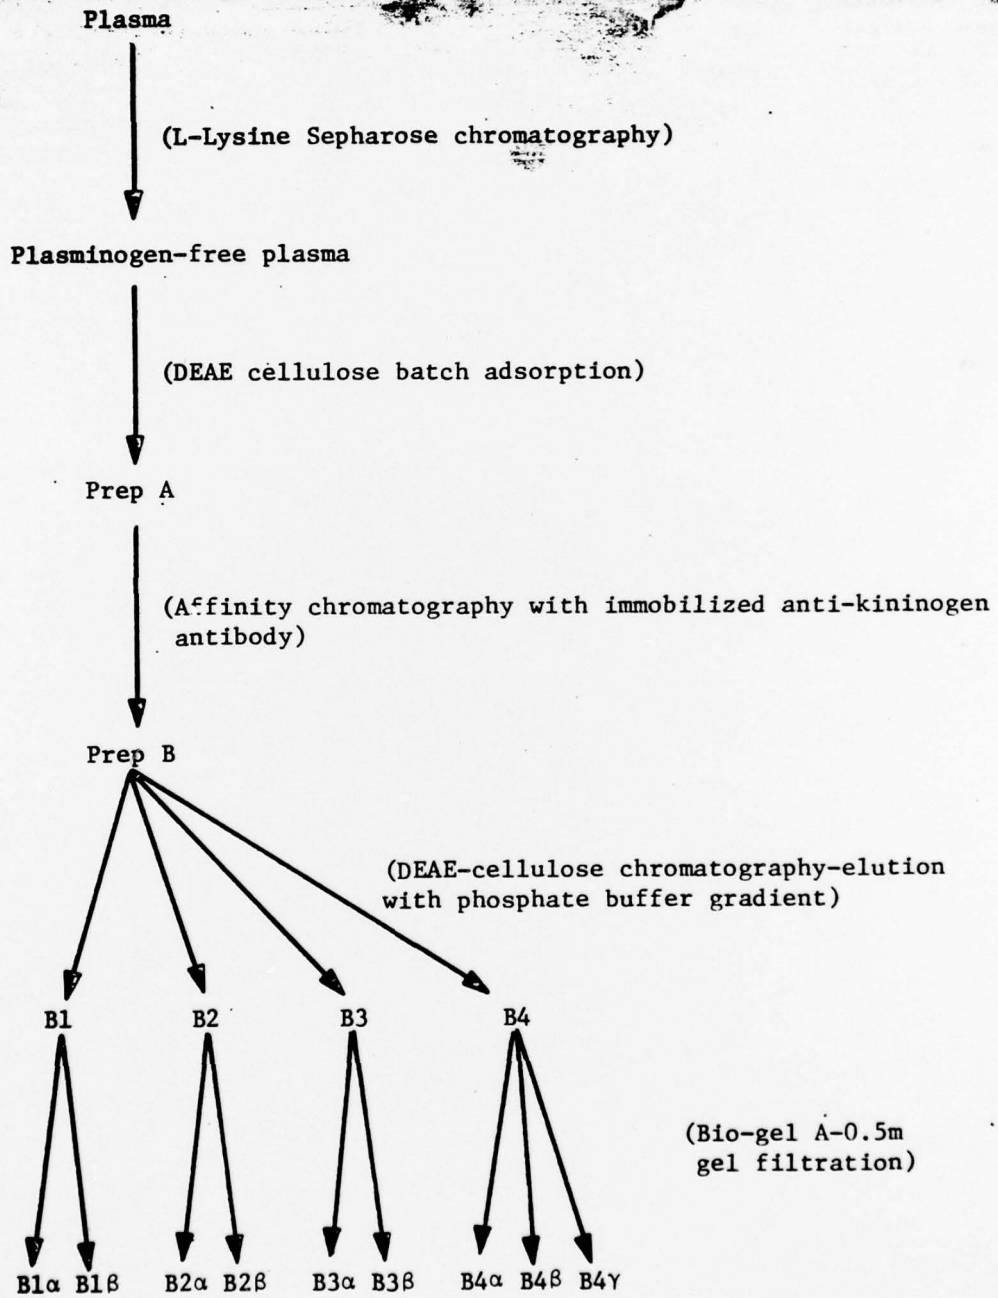 Plasma
(L-Lysine Sepharose chromatography)
Plasminogen-free plasma
(DEAE cellulose batch adsorption)
Prep A
(Affinity chromatography with immobilized anti-kininogen
antibody)
Prep B
(DEAE-cellulose chromatography-elution
with phosphate buffer gradient)
B1 B2 B3 B4
(Bio-gel A-0.5m
gel filtration)
B1α B1β B2α B2β B3α B3β B4α B4β B4γ